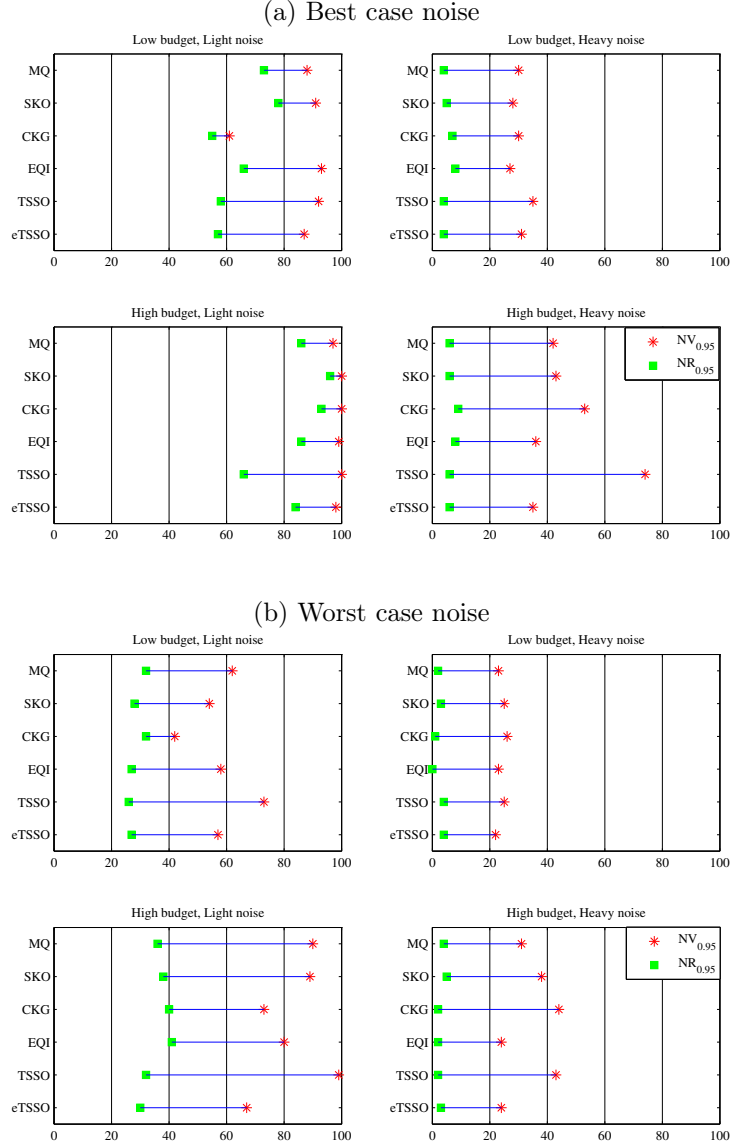 (a) Best case noise
Low budget, Light noise
MQ
SKO
CKG
EQI
TSSO
eTSSO
0 20 40 60 80 100
Low budget, Heavy noise
MQ
SKO
CKG
EQI
TSSO
eTSSO
0 20 40 60 80 100
High budget, Light noise
MQ
SKO
CKG
EQI
TSSO
eTSSO
0 20 40 60 80 100
High budget, Heavy noise
NV0.95
NR0.95
MQ
SKO
CKG
EQI
TSSO
eTSSO
0 20 40 60 80 100
(b) Worst case noise
Low budget, Light noise
MQ
SKO
CKG
EQI
TSSO
eTSSO
0 20 40 60 80 100
Low budget, Heavy noise
MQ
SKO
CKG
EQI
TSSO
eTSSO
0 20 40 60 80 100
High budget, Light noise
MQ
SKO
CKG
EQI
TSSO
eTSSO
0 20 40 60 80 100
High budget, Heavy noise
NV0.95
NR0.95
MQ
SKO
CKG
EQI
TSSO
eTSSO
0 20 40 60 80 100